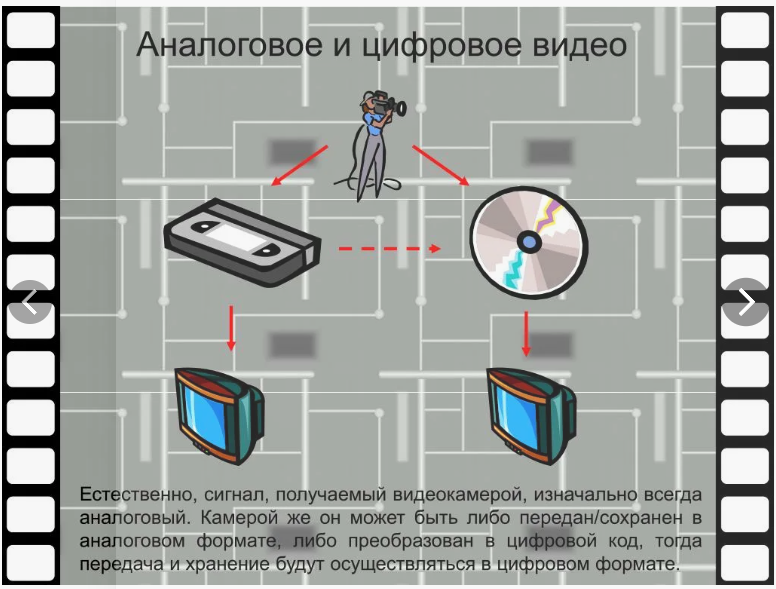 Аналоговое и цифровое видео
Естественно, сигнал, получаемый видеокамерой, изначально всегда
аналоговый. Камерой же он может быть либо передан/сохранен в
аналоговом формате, либо преобразован в цифровой код, тогда
передача и хранение будут осуществляться в цифровом формате.